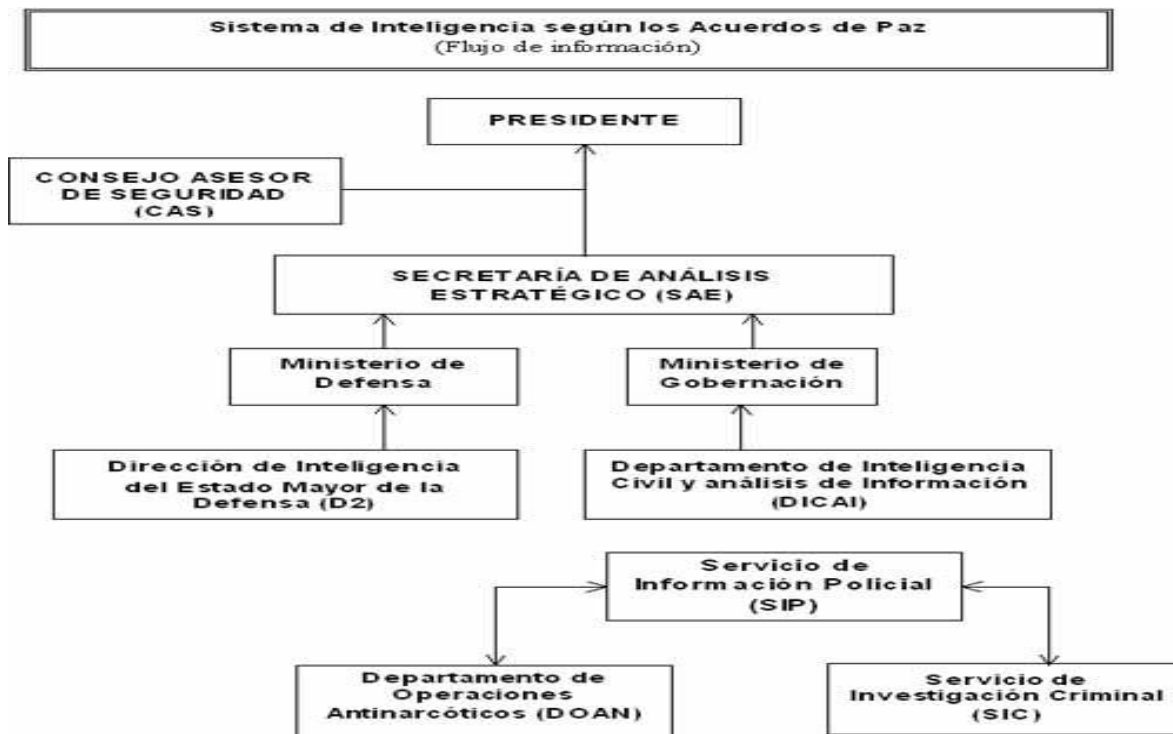 Sistema de Inteligencia según los Acuerdos de Paz
(Flujo de información)
PRESIDENTE
CONSEJO ASESOR
DE SEGURIDAD
(CAS)
SECRETARÍA DE ANÁLISIS
ESTRATÉGICO (SAE)
Ministerio de
Defensa
Ministerio de
Gobernación
Dirección de Inteligencia
del Estado Mayor de la
Defensa (D2)
Departamento de Inteligencia
Civil y análisis de Información
(DICAI)
Servicio de
Información Policial
(SIP)
Departamento de
Operaciones
Antinarcóticos (DOAN)
Servicio de
Investigación Criminal
(SIC)